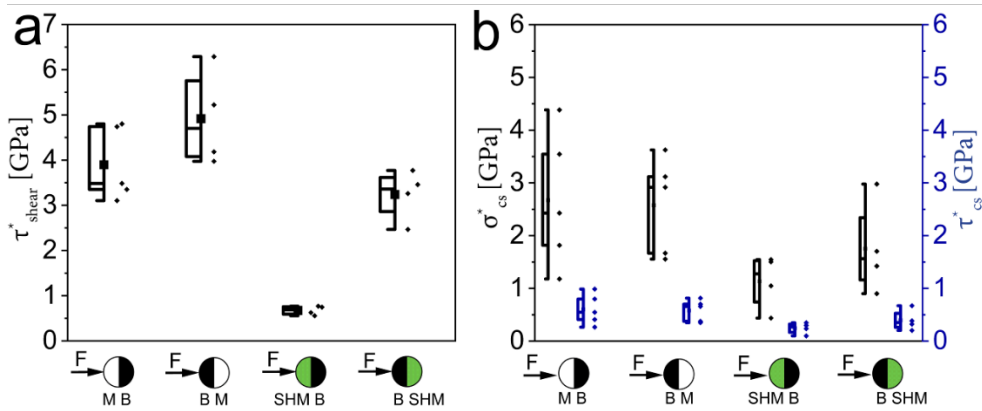 a
7
6
5
4
3
2
1
0
τ*shear [GPa]
F
M B
F
B M
F
SHM B
F
B SHM
b
6
5
4
3
2
1
0
σ*cs [GPa]
6
5
4
3
2
1
0
τ*cs [GPa]
F
M B
F
B M
F
SHM B
F
B SHM